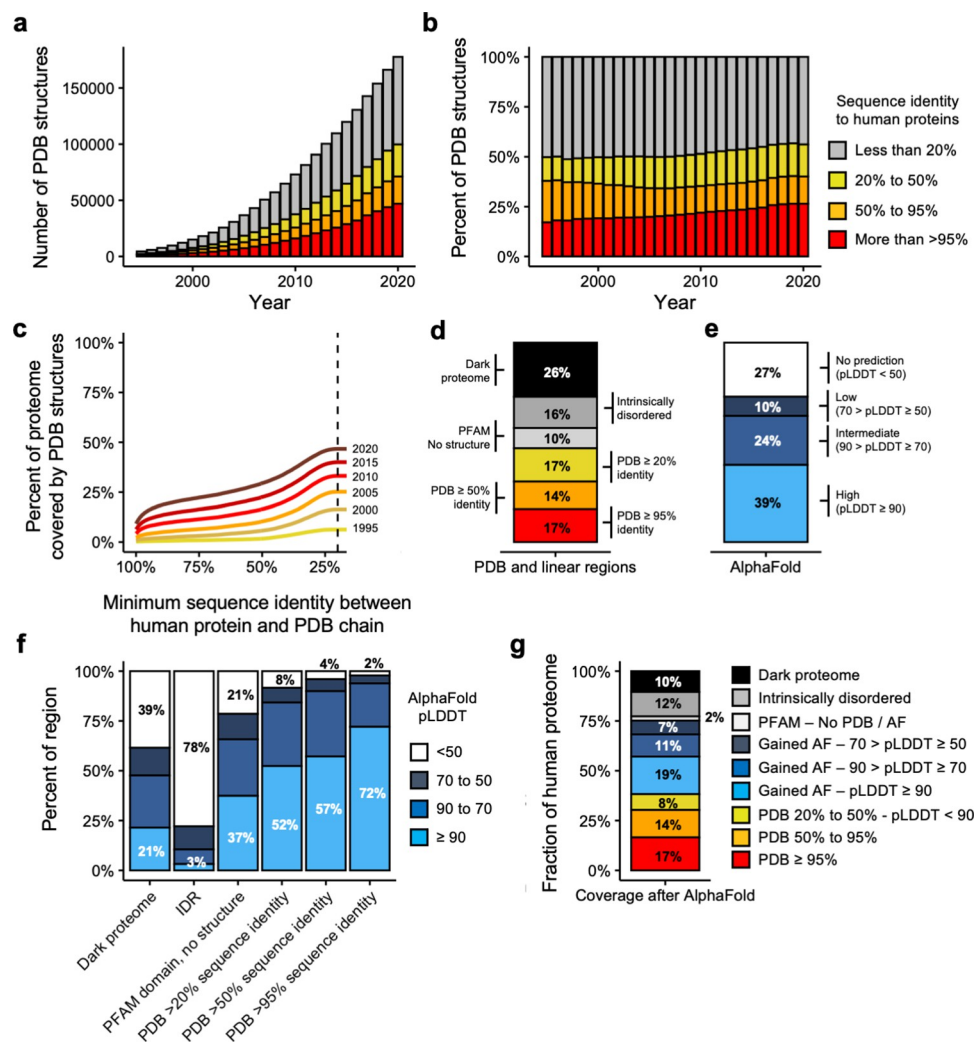 a
Number of PDB structures
150000
100000
50000
0
2000
2010
2020
Year
b
Percent of PDB structures
100%
75%
50%
25%
0%
2000
2010
2020
Year
Sequence identity
to human proteins
Less than 20%
20% to 50%
50% to 95%
More than >95%
c
Percent of proteome
covered by PDB structures
100%
75%
50%
25%
0%
2020
2015
2010
2005
2000
1995
100%
75%
50%
25%
Minimum sequence identity between
human protein and PDB chain
d
Dark
proteome
PFAM
No structure
PDB ≥ 50%
identity
26%
16%
10%
17%
14%
17%
Intrinsically
disordered
PDB ≥ 20%
identity
PDB ≥ 95%
identity
PDB and linear regions
e
27%
10%
24%
39%
No prediction
(pLDDT < 50)
Low
(70 > pLDDT ≥ 50)
Intermediate
(90 > pLDDT ≥ 70)
High
(pLDDT ≥ 90)
AlphaFold
f
Percent of region
100%
75%
50%
25%
0%
39%
21%
78%
3%
21%
37%
8%
52%
4%
57%
2%
72%
Dark proteome
IDR
PFAM domain, no structure
PDB >20% sequence identity
PDB >50% sequence identity
PDB >95% sequence identity
AlphaFold
pLDDT
<50
70 to 50
90 to 70
≥ 90
g
Fraction of human proteome
100%
75%
50%
25%
0%
10%
12%
2%
7%
11%
19%
8%
14%
17%
Coverage after AlphaFold
Dark proteome
Intrinsically disordered
PFAM – No PDB / AF
Gained AF – 70 > pLDDT ≥ 50
Gained AF – 90 > pLDDT ≥ 70
Gained AF – pLDDT ≥ 90
PDB 20% to 50% - pLDDT < 90
PDB 50% to 95%
PDB ≥ 95%